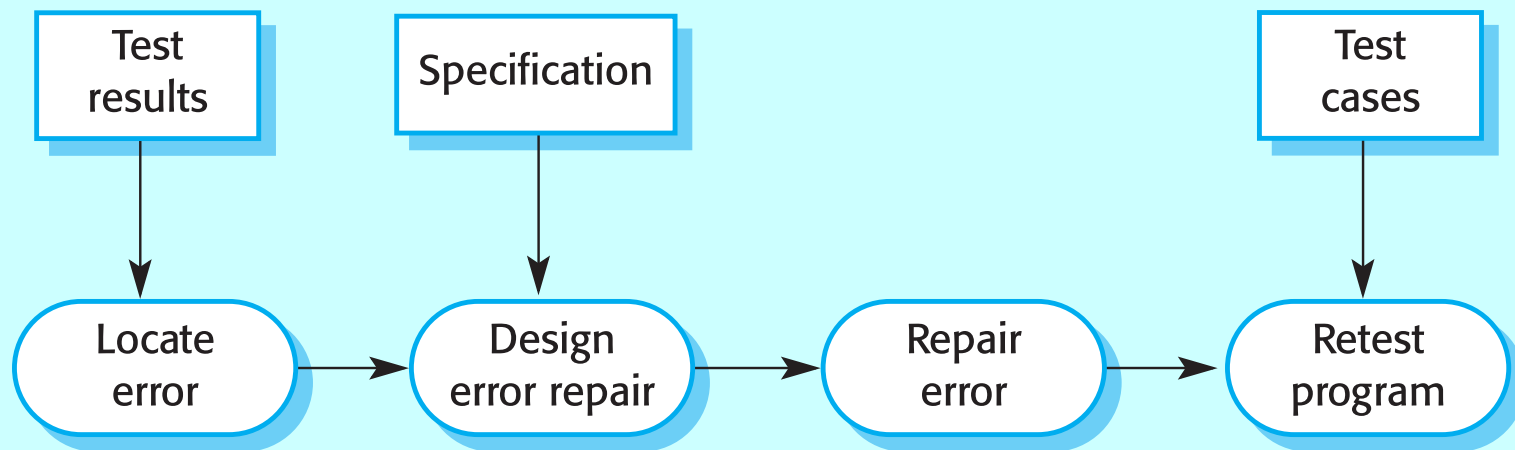 Test
results
Specification
Test
cases
Locate
error
Design
error repair
Repair
error
Retest
program